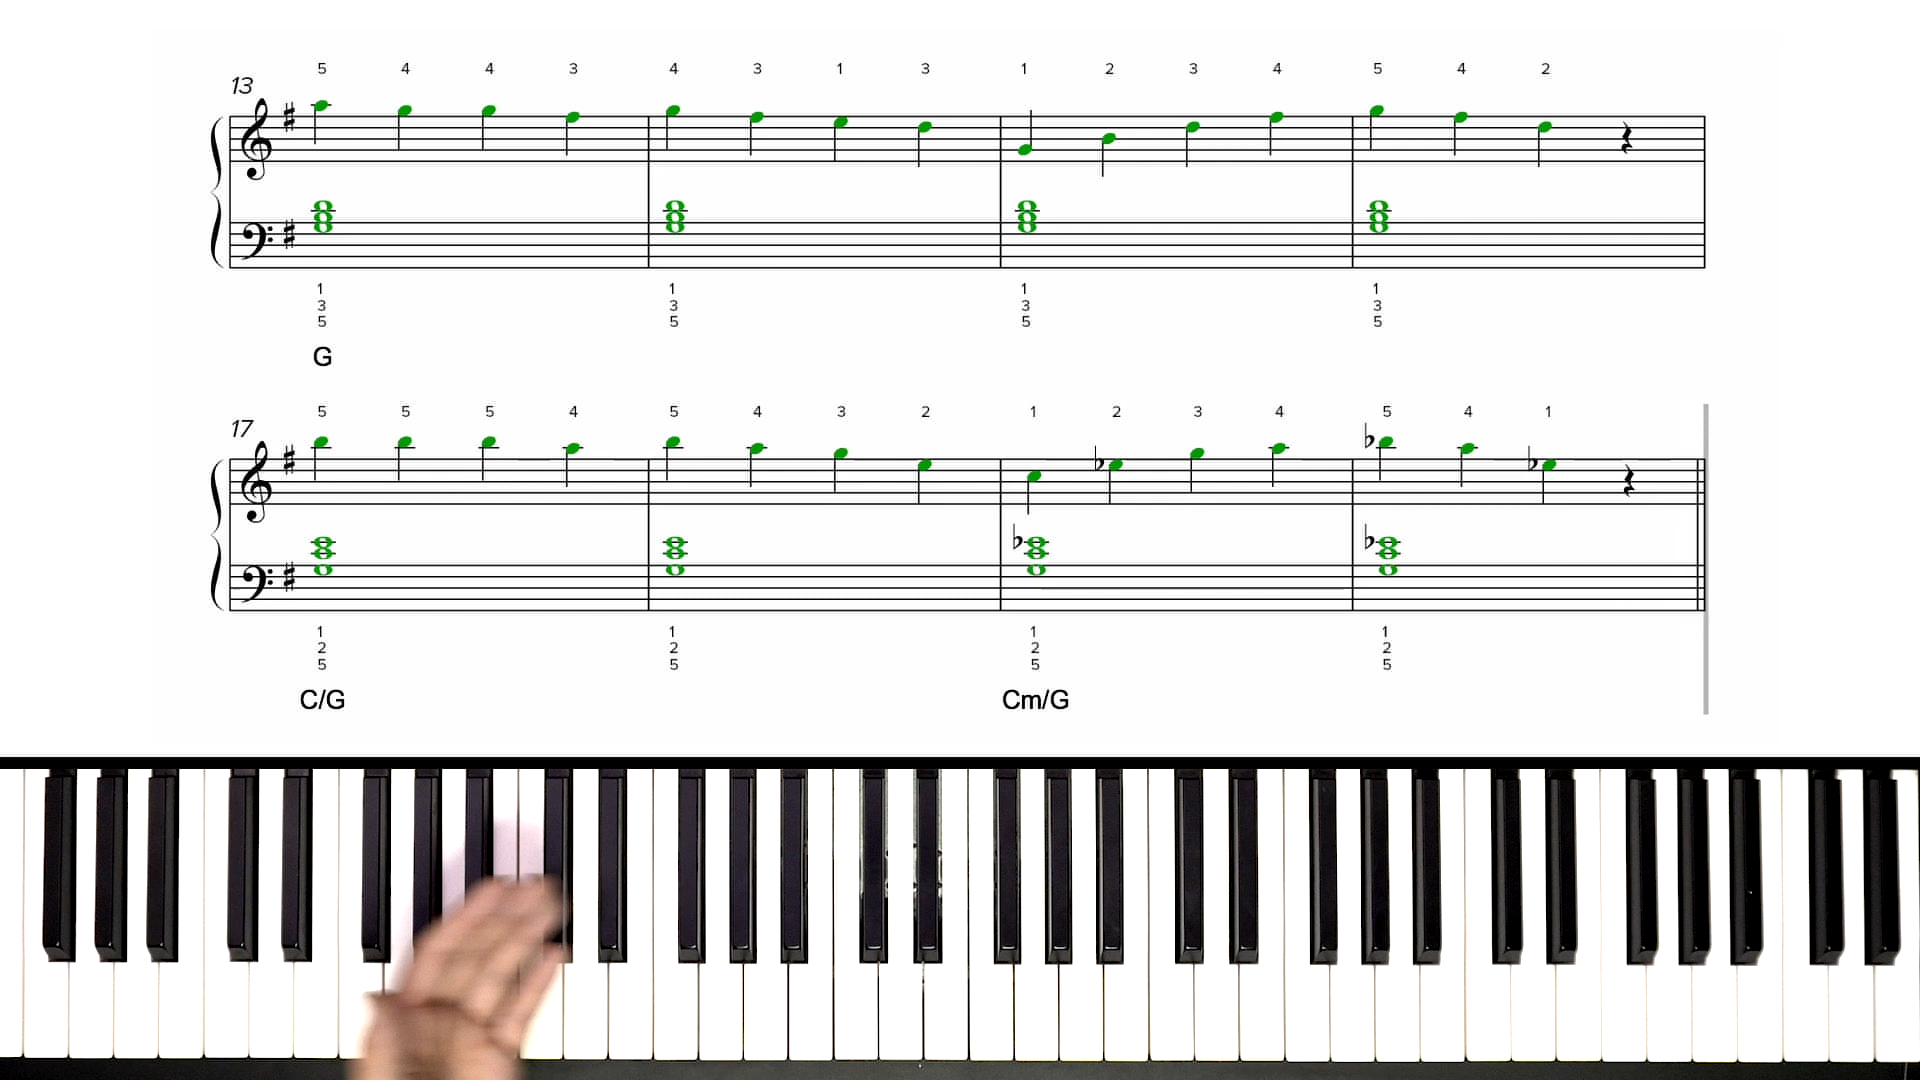 5 4 4 3 4 3 1 3 1 2 3 4 5 4 2
13
1 1 1 1
3 3 3 3
5 5 5 5
G
5 5 5 4 5 4 3 2 1 2 3 4 5 4 1
17
1 1 1 1
2 2 2 2
5 5 5 5
C/G Cm/G